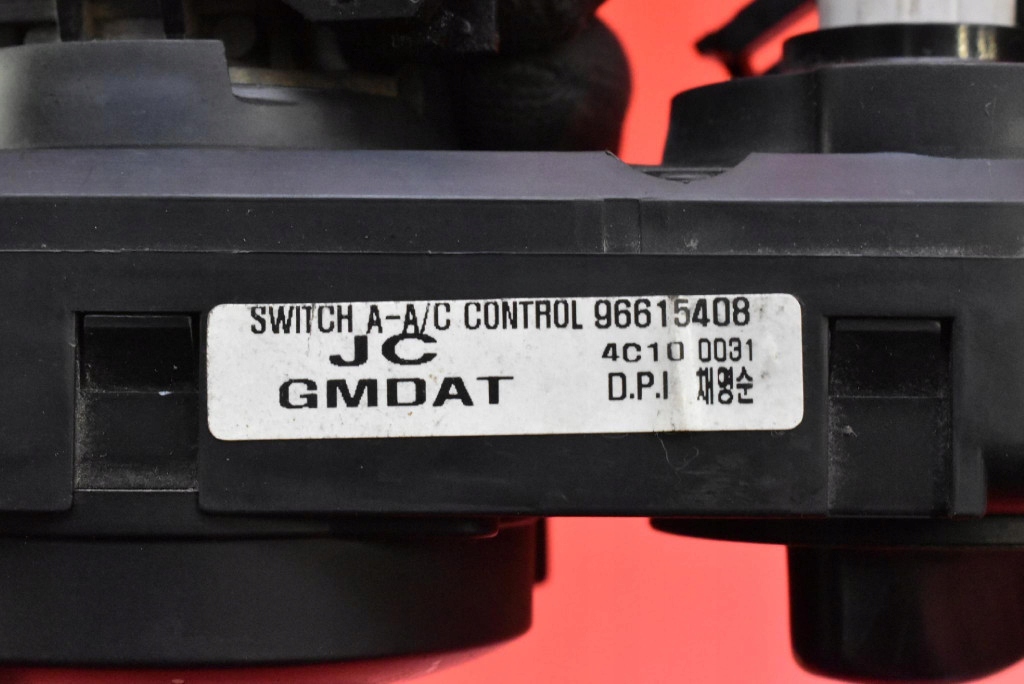 SWITCH A-A/C CONTROL 96615408
JC 4C10 0031
GMDAT D.P.I 채영순